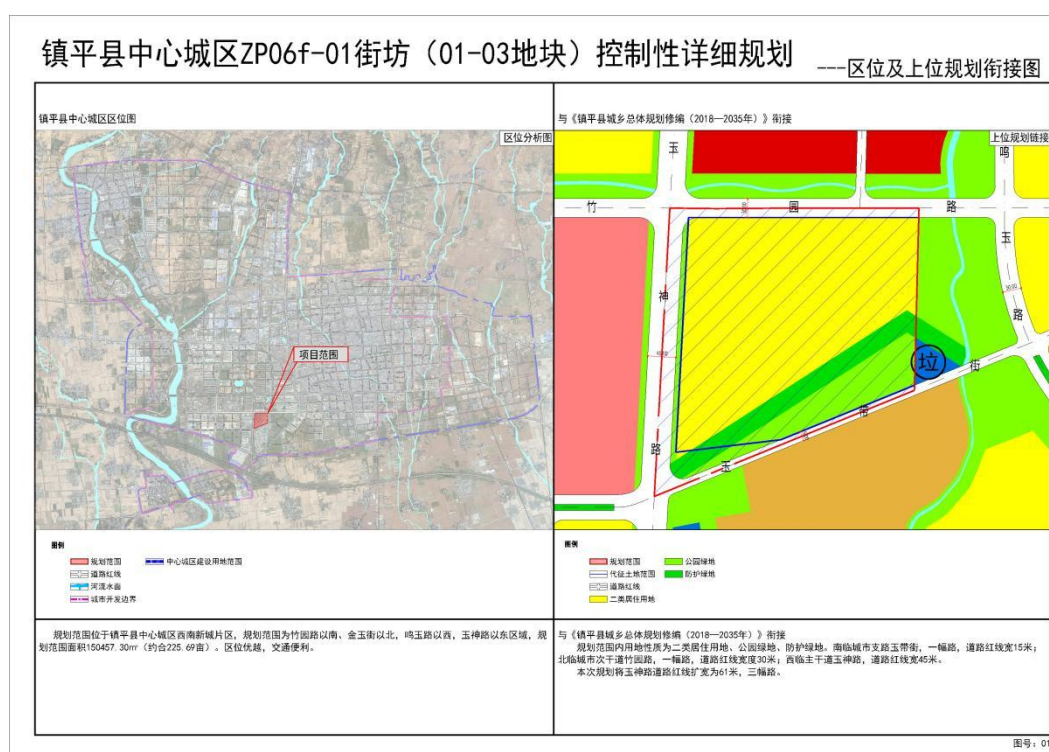 镇平县中心城区ZP06f-01街坊（01-03地块）控制性详细规划
---区位及上位规划衔接图
镇平县中心城区区位图
区位分析图
项目范围
图例
规划范围
中心城区建设用地范围
道路红线
河流水面
城市开发边界
规划范围位于镇平县中心城区西南新城片区，规划范围为竹园路以南、金玉街以北，鸣玉路以西，玉神路以东区域，规
划范围面积150457.30㎡（约合225.69亩）。区位优越，交通便利。
与《镇平县城乡总体规划修编（2018—2035年）》衔接
上位规划链接
玉
鸣
竹
园
路
玉
神
路
垃
街
带
路
玉
图例
规划范围
公园绿地
代征土地范围
防护绿地
道路红线
二类居住用地
与《镇平县城乡总体规划修编（2018—2035年）》衔接
规划范围内用地性质为二类居住用地、公园绿地、防护绿地。南临城市支路玉带街，一幅路，道路红线宽15米；
北临城市次干道竹园路，一幅路，道路红线宽度30米；西临主干道玉神路，道路红线宽45米。
本次规划将玉神路道路红线扩宽为61米，三幅路。
图号：01